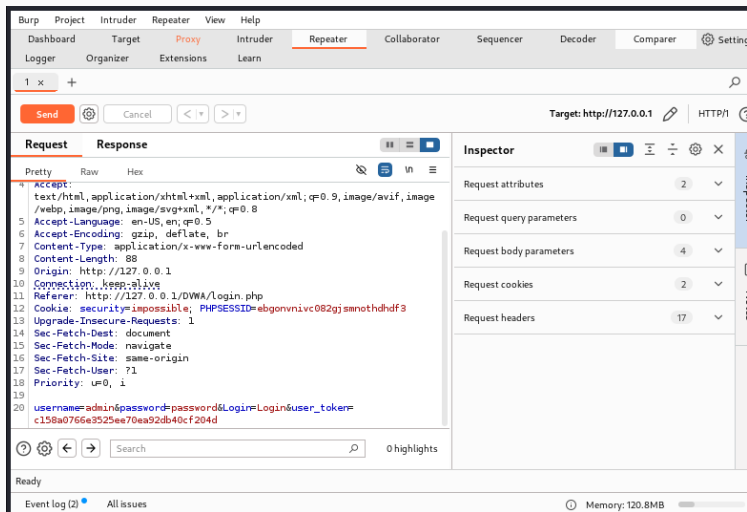 Burp Project Intruder Repeater View Help
Dashboard Target Proxy Intruder Repeater Collaborator Sequencer Decoder Comparer Setting
Logger Organizer Extensions Learn
1 × +
Send Cancel < > Target: http://127.0.0.1 HTTP/1
Request Response
Inspector
Pretty Raw Hex \n
Request attributes 2
Request query parameters 0
Request body parameters 4
Request cookies 2
Request headers 17
4 Accept:
text/html,application/xhtml+xml,application/xml;q=0.9,image/avif,image
/webp,image/png,image/svg+xml,*/*;q=0.8
5 Accept-Language: en-US,en;q=0.5
6 Accept-Encoding: gzip, deflate, br
7 Content-Type: application/x-www-form-urlencoded
8 Content-Length: 88
9 Origin: http://127.0.0.1
10 Connection: keep-alive
11 Referer: http://127.0.0.1/DVWA/login.php
12 Cookie: security=impossible; PHPSESSID=ebgonvnivc082gjsmnothdhdf3
13 Upgrade-Insecure-Requests: 1
14 Sec-Fetch-Dest: document
15 Sec-Fetch-Mode: navigate
16 Sec-Fetch-Site: same-origin
17 Sec-Fetch-User: ?1
18 Priority: u=0, i
19
20 username=admin&password=password&Login=Login&user_token=
c158a0766e3525ee70ea92db40cf204d
Search 0 highlights
Ready
Event log (2) All issues Memory: 120.8MB